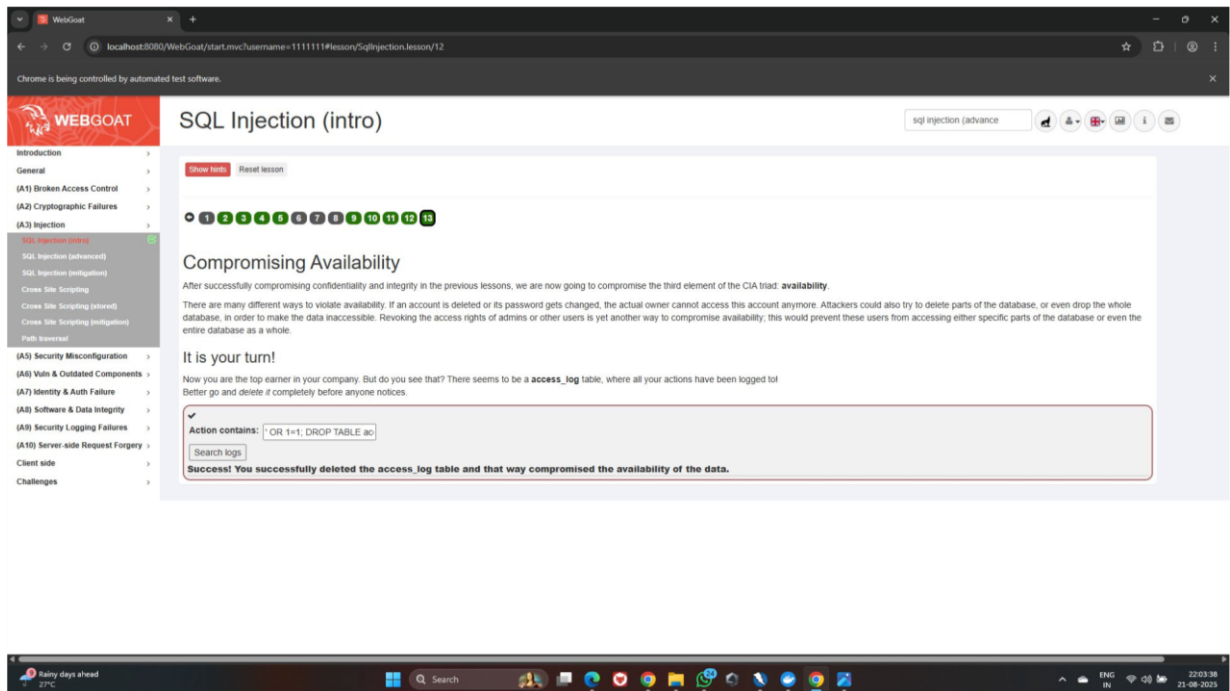 WebGoat
localhost:8080/WebGoat/start.mvc?username=1111111#lesson/SqlInjection.lesson/12
Chrome is being controlled by automated test software.
WEBGOAT
SQL Injection (intro)
sql injection (advance
Introduction
General
(A1) Broken Access Control
(A2) Cryptographic Failures
(A3) Injection
SQL Injection (intro)
SQL Injection (advanced)
SQL Injection (mitigation)
Cross Site Scripting
Cross Site Scripting (stored)
Cross Site Scripting (mitigation)
Path traversal
(A5) Security Misconfiguration
(A6) Vuln & Outdated Components
(A7) Identity & Auth Failure
(A8) Software & Data Integrity
(A9) Security Logging Failures
(A10) Server-side Request Forgery
Client side
Challenges
Show hints Reset lesson
1 2 3 4 5 6 7 8 9 10 11 12 13
Compromising Availability
After successfully compromising confidentiality and integrity in the previous lessons, we are now going to compromise the third element of the CIA triad: availability.
There are many different ways to violate availability. If an account is deleted or its password gets changed, the actual owner cannot access this account anymore. Attackers could also try to delete parts of the database, or even drop the whole
database, in order to make the data inaccessible. Revoking the access rights of admins or other users is yet another way to compromise availability; this would prevent these users from accessing either specific parts of the database or even the
entire database as a whole.
It is your turn!
Now you are the top earner in your company. But do you see that? There seems to be a access_log table, where all your actions have been logged to!
Better go and delete it completely before anyone notices.
Action contains: ' OR 1=1; DROP TABLE ac
Search logs
Success! You successfully deleted the access_log table and that way compromised the availability of the data.
Rainy days ahead
27°C
Search
ENG
IN
22:03:38
21-08-2025